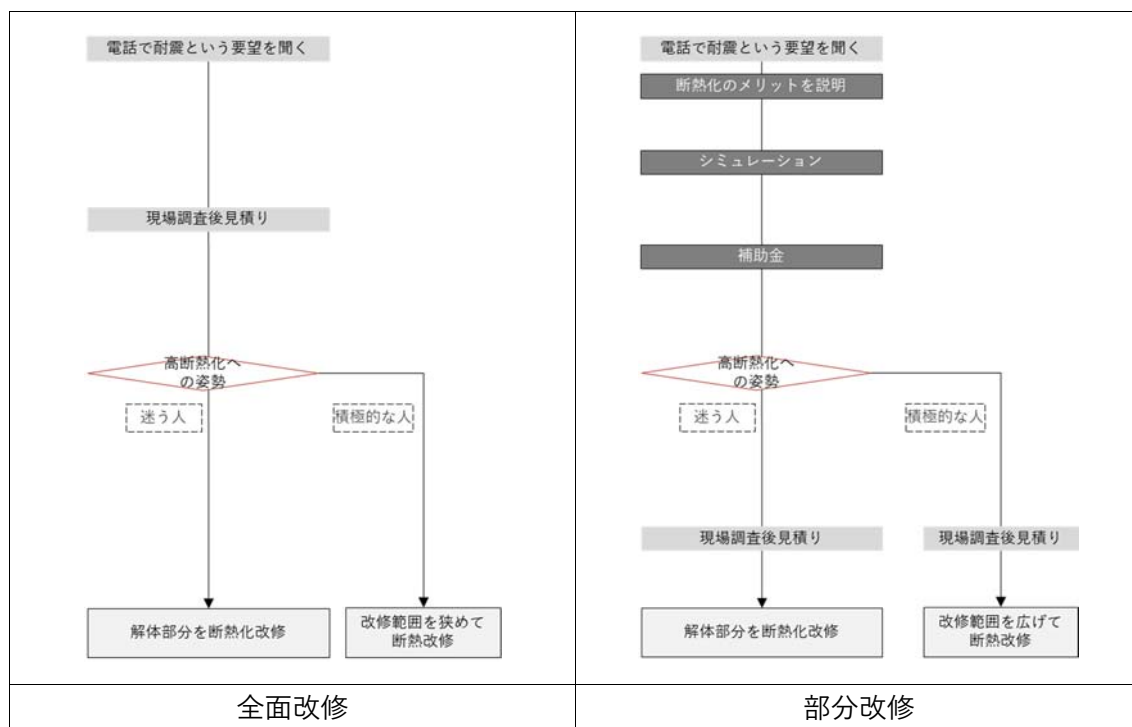 電話で耐震という要望を聞く
現場調査後見積り
高断熱化へ
の姿勢
迷う人
積極的な人
解体部分を断熱化改修
改修範囲を狭めて
断熱改修
全面改修
電話で耐震という要望を聞く
断熱化のメリットを説明
シミュレーション
補助金
高断熱化へ
の姿勢
迷う人
積極的な人
現場調査後見積り
現場調査後見積り
解体部分を断熱化改修
改修範囲を広げて
断熱改修
部分改修